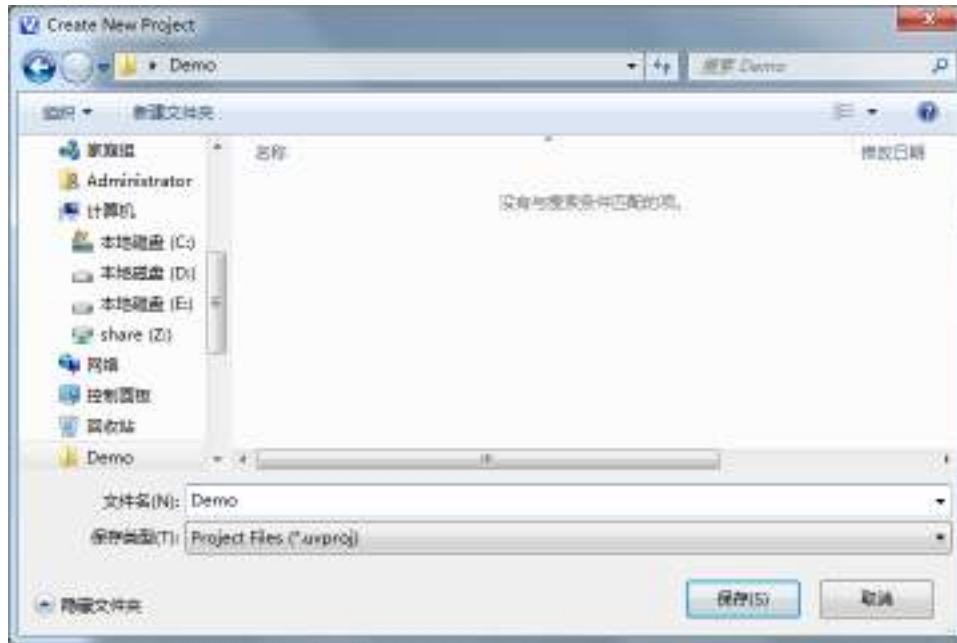 Create New Project
Demo
搜索 Demo
组织
新建文件夹
家庭组
名称
修改日期
Administrator
没有与搜索条件匹配的项。
计算机
本地磁盘 (C:)
本地磁盘 (D:)
本地磁盘 (E:)
share (Z:)
网络
控制面板
回收站
Demo
文件名(N): Demo
保存类型(T): Project Files (*.uvproj)
隐藏文件夹
保存(S)
取消